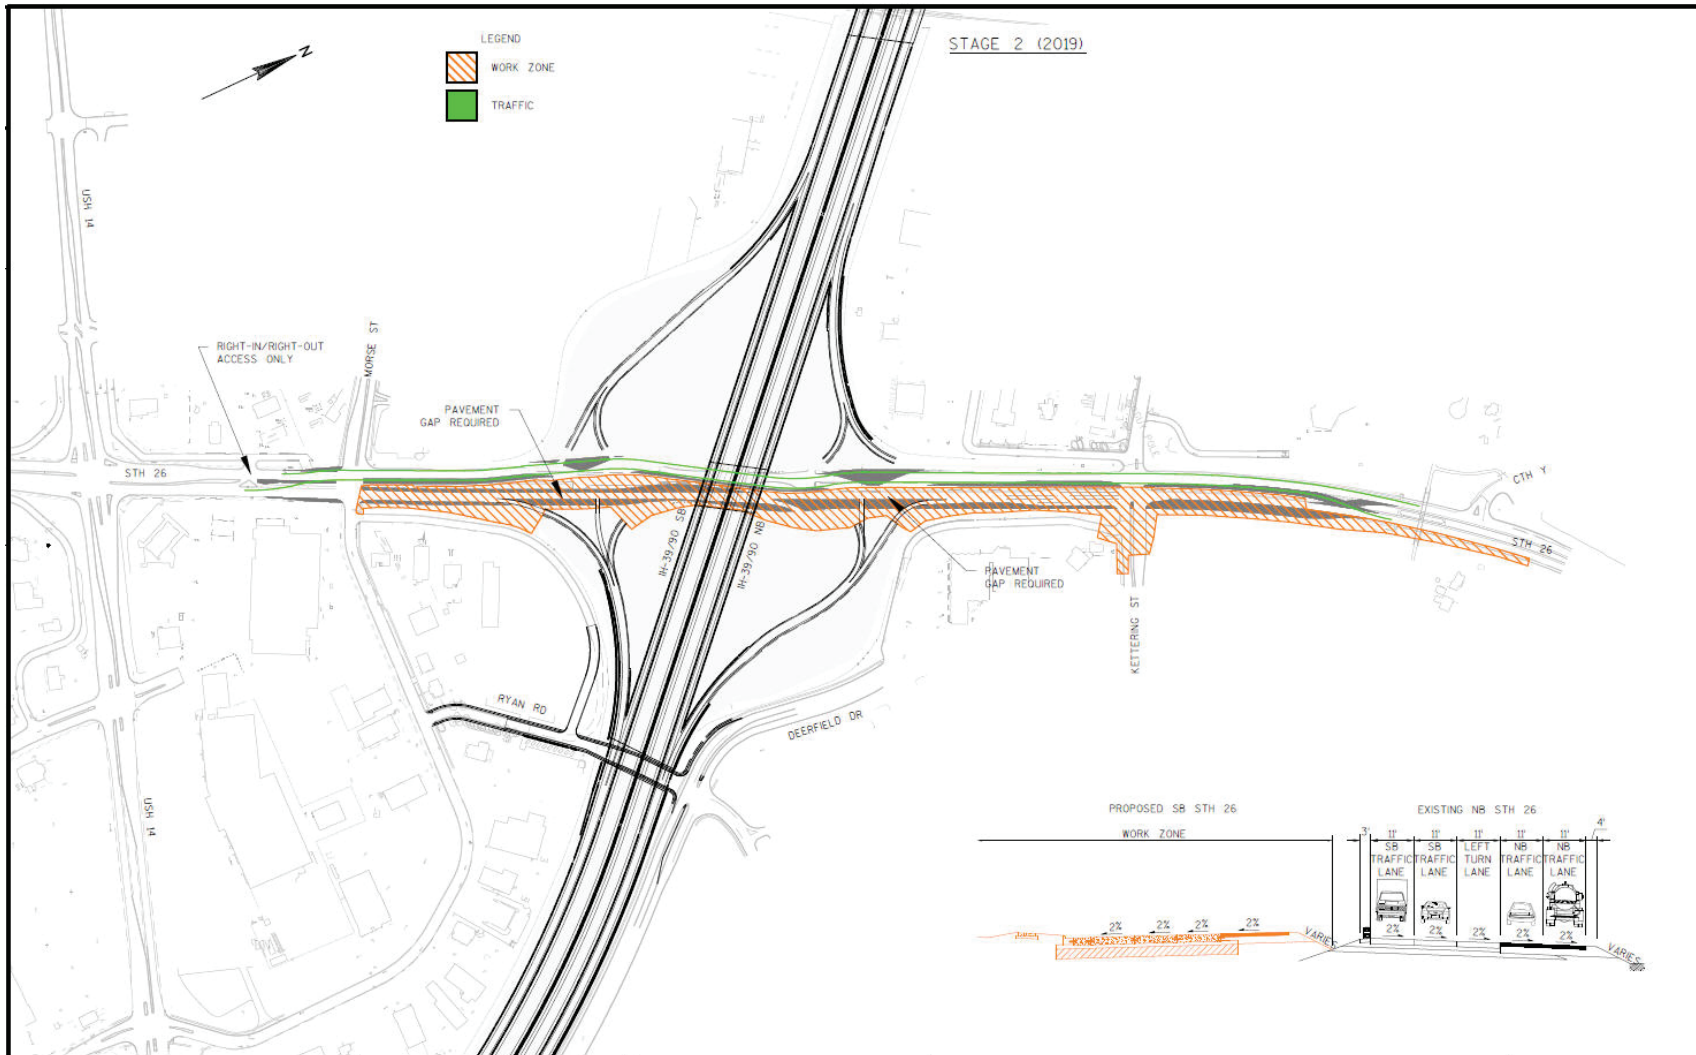 STAGE 2 (2019)
LEGEND
WORK ZONE
TRAFFIC
N
USH 14
RIGHT-IN/RIGHT-OUT
ACCESS ONLY
MORSE ST
PAVEMENT
GAP REQUIRED
STH 26
CTH Y
STH 26
IH-39/90 SB
IH-39/90 NB
PAVEMENT
GAP REQUIRED
KETTERING ST
RYAN RD
DEERFIELD DR
USH 14
PROPOSED SB STH 26
EXISTING NB STH 26
WORK ZONE
3'
11'
11'
11'
11'
11'
4'
SB
TRAFFIC
LANE
SB
TRAFFIC
LANE
LEFT
TURN
LANE
NB
TRAFFIC
LANE
NB
TRAFFIC
LANE
2%
2%
2%
2%
VARIES
2%
2%
2%
2%
2%
VARIES